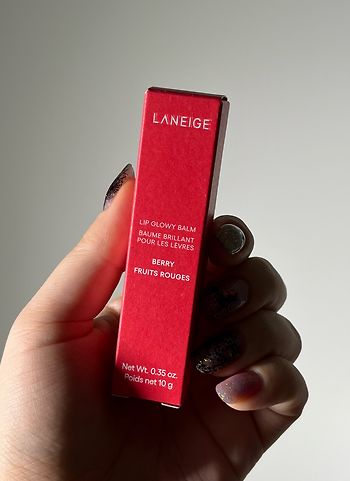 LANEIGE
LIP GLOWY BALM
BAUME BRILLANT
POUR LES LÈVRES
BERRY
FRUITS ROUGES
Net Wt. 0.35 oz.
Poids net 10 g